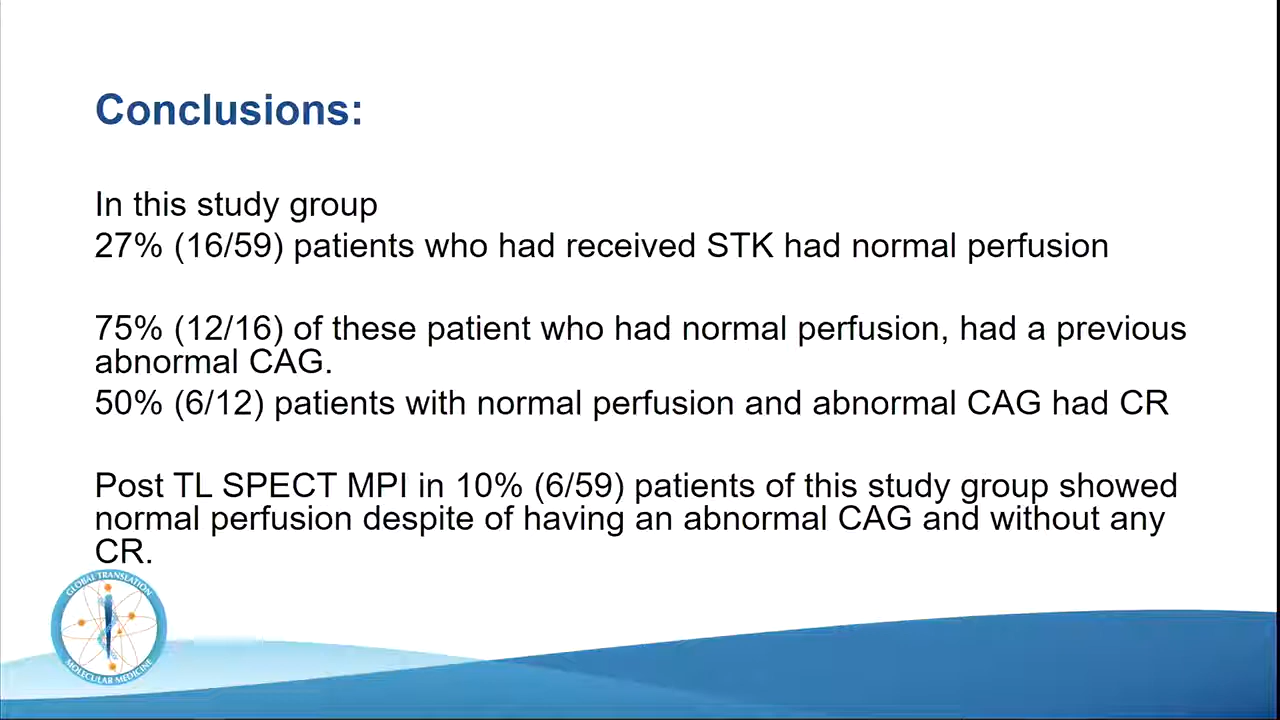 Conclusions:
In this study group
27% (16/59) patients who had received STK had normal perfusion
75% (12/16) of these patient who had normal perfusion, had a previous
abnormal CAG.
50% (6/12) patients with normal perfusion and abnormal CAG had CR
Post TL SPECT MPI in 10% (6/59) patients of this study group showed
normal perfusion despite of having an abnormal CAG and without any
CR.
GLOBAL TRANSLATION
MOLECULAR MEDICINE